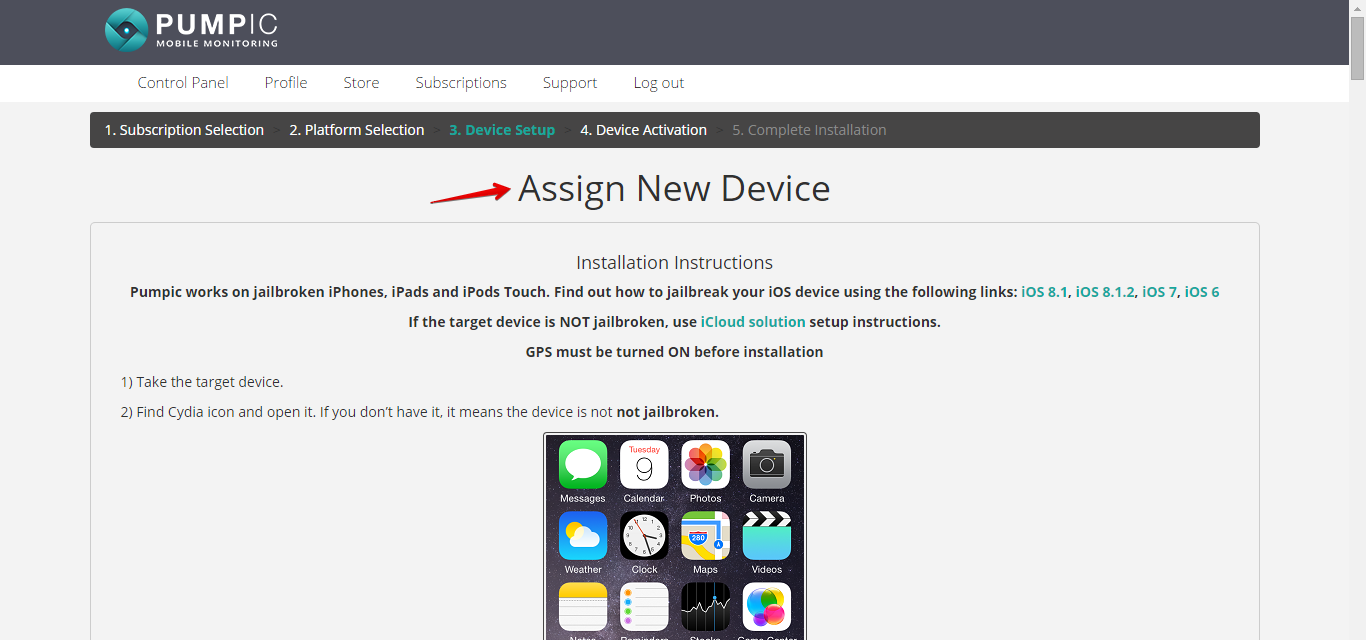 PUMPIC
MOBILE MONITORING
Control Panel Profile Store Subscriptions Support Log out
1. Subscription Selection > 2. Platform Selection > 3. Device Setup > 4. Device Activation > 5. Complete Installation
Assign New Device
Installation Instructions
Pumpic works on jailbroken iPhones, iPads and iPods Touch. Find out how to jailbreak your iOS device using the following links: iOS 8.1, iOS 8.1.2, iOS 7, iOS 6
If the target device is NOT jailbroken, use iCloud solution setup instructions.
GPS must be turned ON before installation
1) Take the target device.
2) Find Cydia icon and open it. If you don’t have it, it means the device is not not jailbroken.
Tuesday
9
Messages Calendar Photos Camera
280
Weather Clock Maps Videos